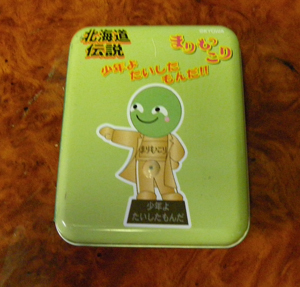 北海道
伝説
まりもっこり
少年よ
たいした
もんだ!!
まりもっこり
少年よ
たいしたもんだ